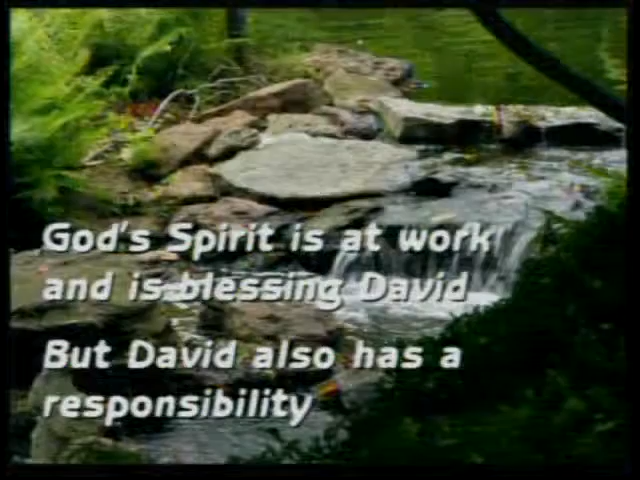 God's Spirit is at work
and is blessing David
But David also has a
responsibility